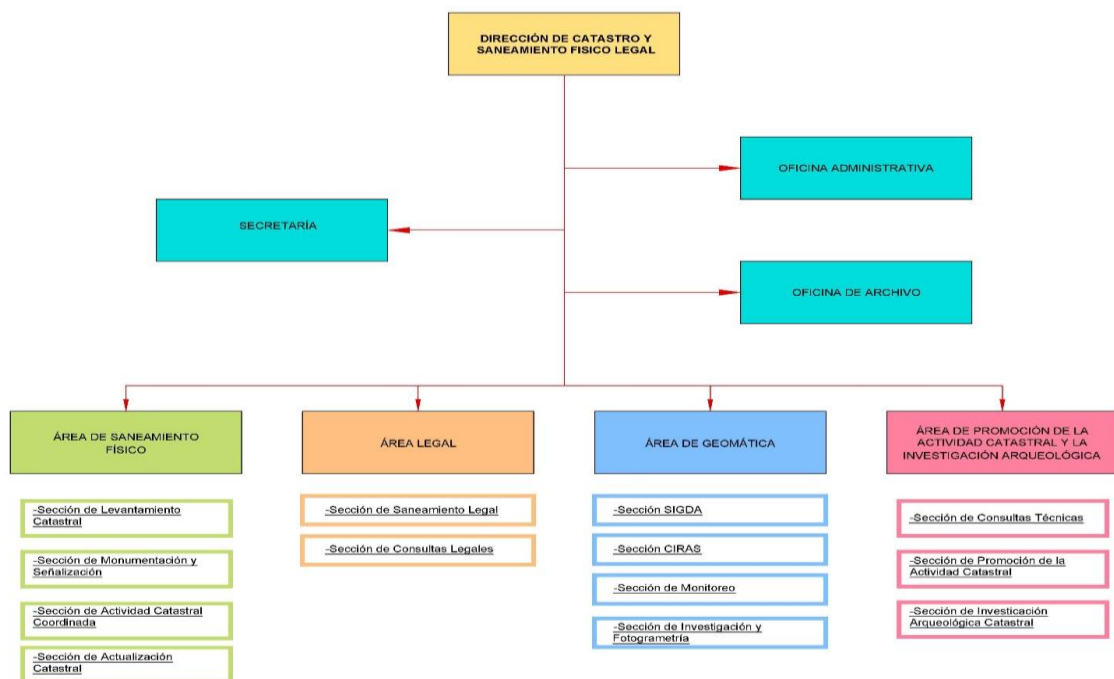 DIRECCIÓN DE CATASTRO Y
SANEAMIENTO FISICO LEGAL
OFICINA ADMINISTRATIVA
SECRETARÍA
OFICINA DE ARCHIVO
ÁREA DE SANEAMIENTO
FÍSICO
-Sección de Levantamiento
Catastral
-Sección de Monumentación y
Señalización
-Sección de Actividad Catastral
Coordinada
-Sección de Actualización
Catastral
ÁREA LEGAL
-Sección de Saneamiento Legal
-Sección de Consultas Legales
ÁREA DE GEOMÁTICA
-Sección SIGDA
-Sección CIRAS
-Sección de Monitoreo
-Sección de Investigación y
Fotogrametría
ÁREA DE PROMOCIÓN DE LA
ACTIVIDAD CATASTRAL Y LA
INVESTIGACIÓN ARQUEOLÓGICA
-Sección de Consultas Técnicas
-Sección de Promoción de la
Actividad Catastral
-Sección de Investicación
Arqueológica Catastral